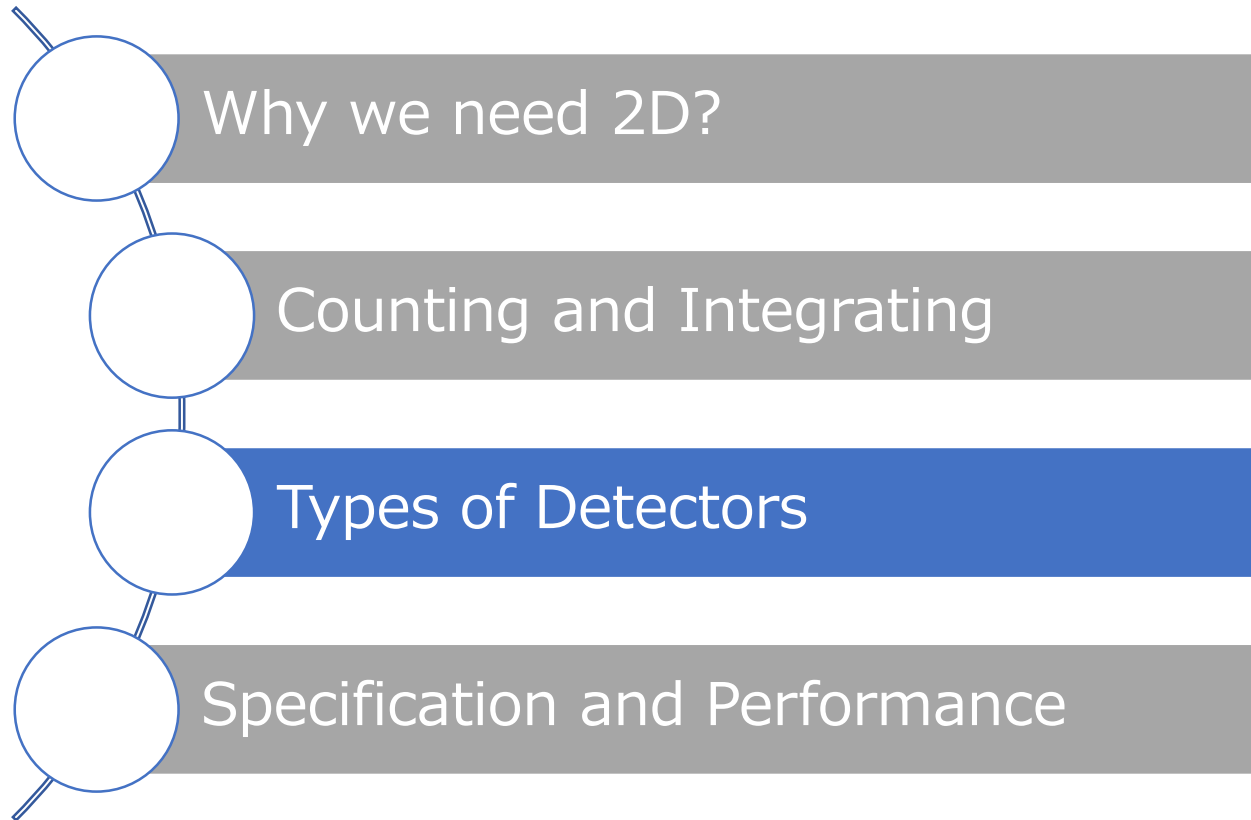 Why we need 2D?
Counting and Integrating
Types of Detectors
Specification and Performance